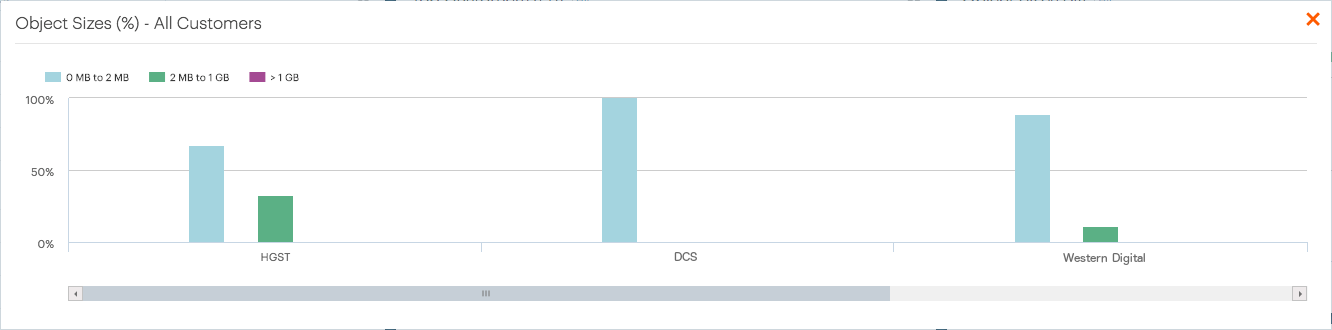 Object Sizes (%) - All Customers
0 MB to 2 MB 2 MB to 1 GB > 1 GB
100%
50%
0%
HGST DCS Western Digital